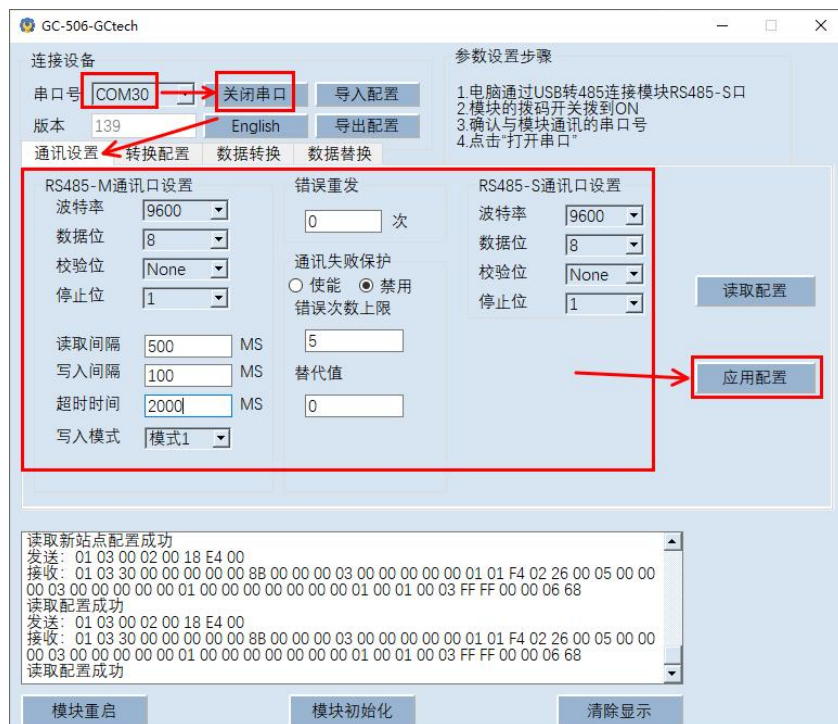 GC-506-GCtech
连接设备
串口号 COM30 关闭串口 导入配置
版本 139 English 导出配置
参数设置步骤
1.电脑通过USB转485连接模块RS485-S口
2.模块的拨码开关拨到ON
3.确认与模块通讯的串口号
4.点击“打开串口”
通讯设置 转换配置 数据转换 数据替换
RS485-M通讯口设置
波特率 9600
数据位 8
校验位 None
停止位 1
读取间隔 500 MS
写入间隔 100 MS
超时时间 2000 MS
写入模式 模式1
错误重发
0 次
通讯失败保护
使能 禁用
错误次数上限
5
替代值
0
RS485-S通讯口设置
波特率 9600
数据位 8
校验位 None
停止位 1
读取配置
应用配置
读取新站点配置成功
发送: 01 03 00 02 00 18 E4 00
接收: 01 03 30 00 00 00 00 00 8B 00 00 00 03 00 00 00 00 00 01 01 F4 02 26 00 05 00 00
00 03 00 00 00 00 00 01 00 00 00 00 00 00 00 01 00 01 00 03 FF FF 00 00 06 68
读取配置成功
发送: 01 03 00 02 00 18 E4 00
接收: 01 03 30 00 00 00 00 00 8B 00 00 00 03 00 00 00 00 00 01 01 F4 02 26 00 05 00 00
00 03 00 00 00 00 00 01 00 00 00 00 00 00 00 01 00 01 00 03 FF FF 00 00 06 68
读取配置成功
模块重启 模块初始化 清除显示